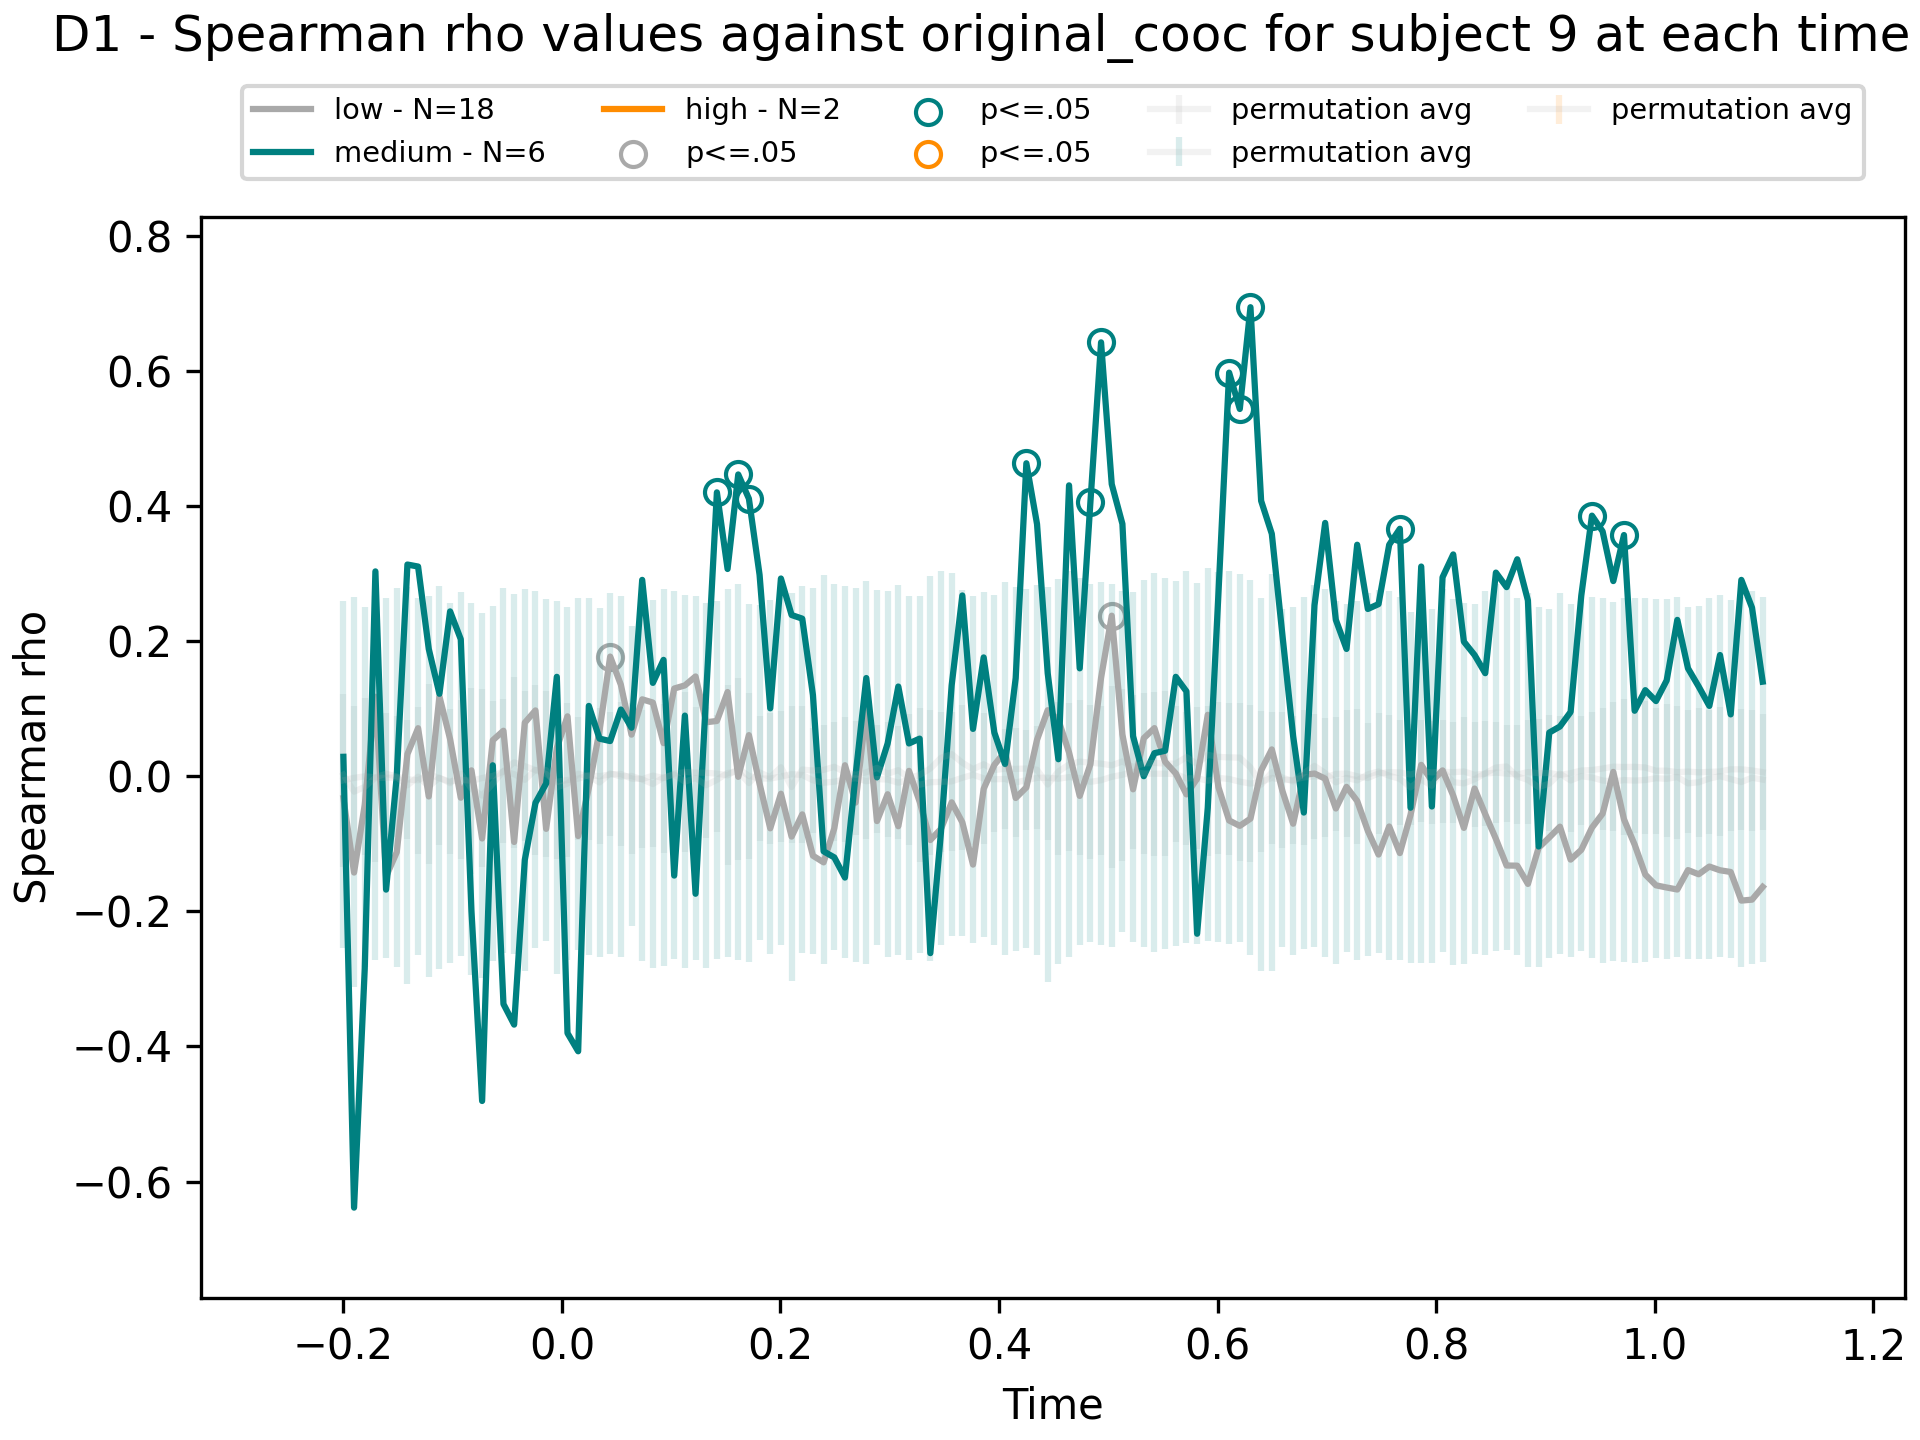 D1 - Spearman rho values against original_cooc for subject 9 at each time
low - N=18
medium - N=6
high - N=2
p<=.05
p<=.05
p<=.05
permutation avg
permutation avg
permutation avg
0.8
0.6
0.4
0.2
0.0
−0.2
−0.4
−0.6
Spearman rho
−0.2 0.0 0.2 0.4 0.6 0.8 1.0 1.2
Time